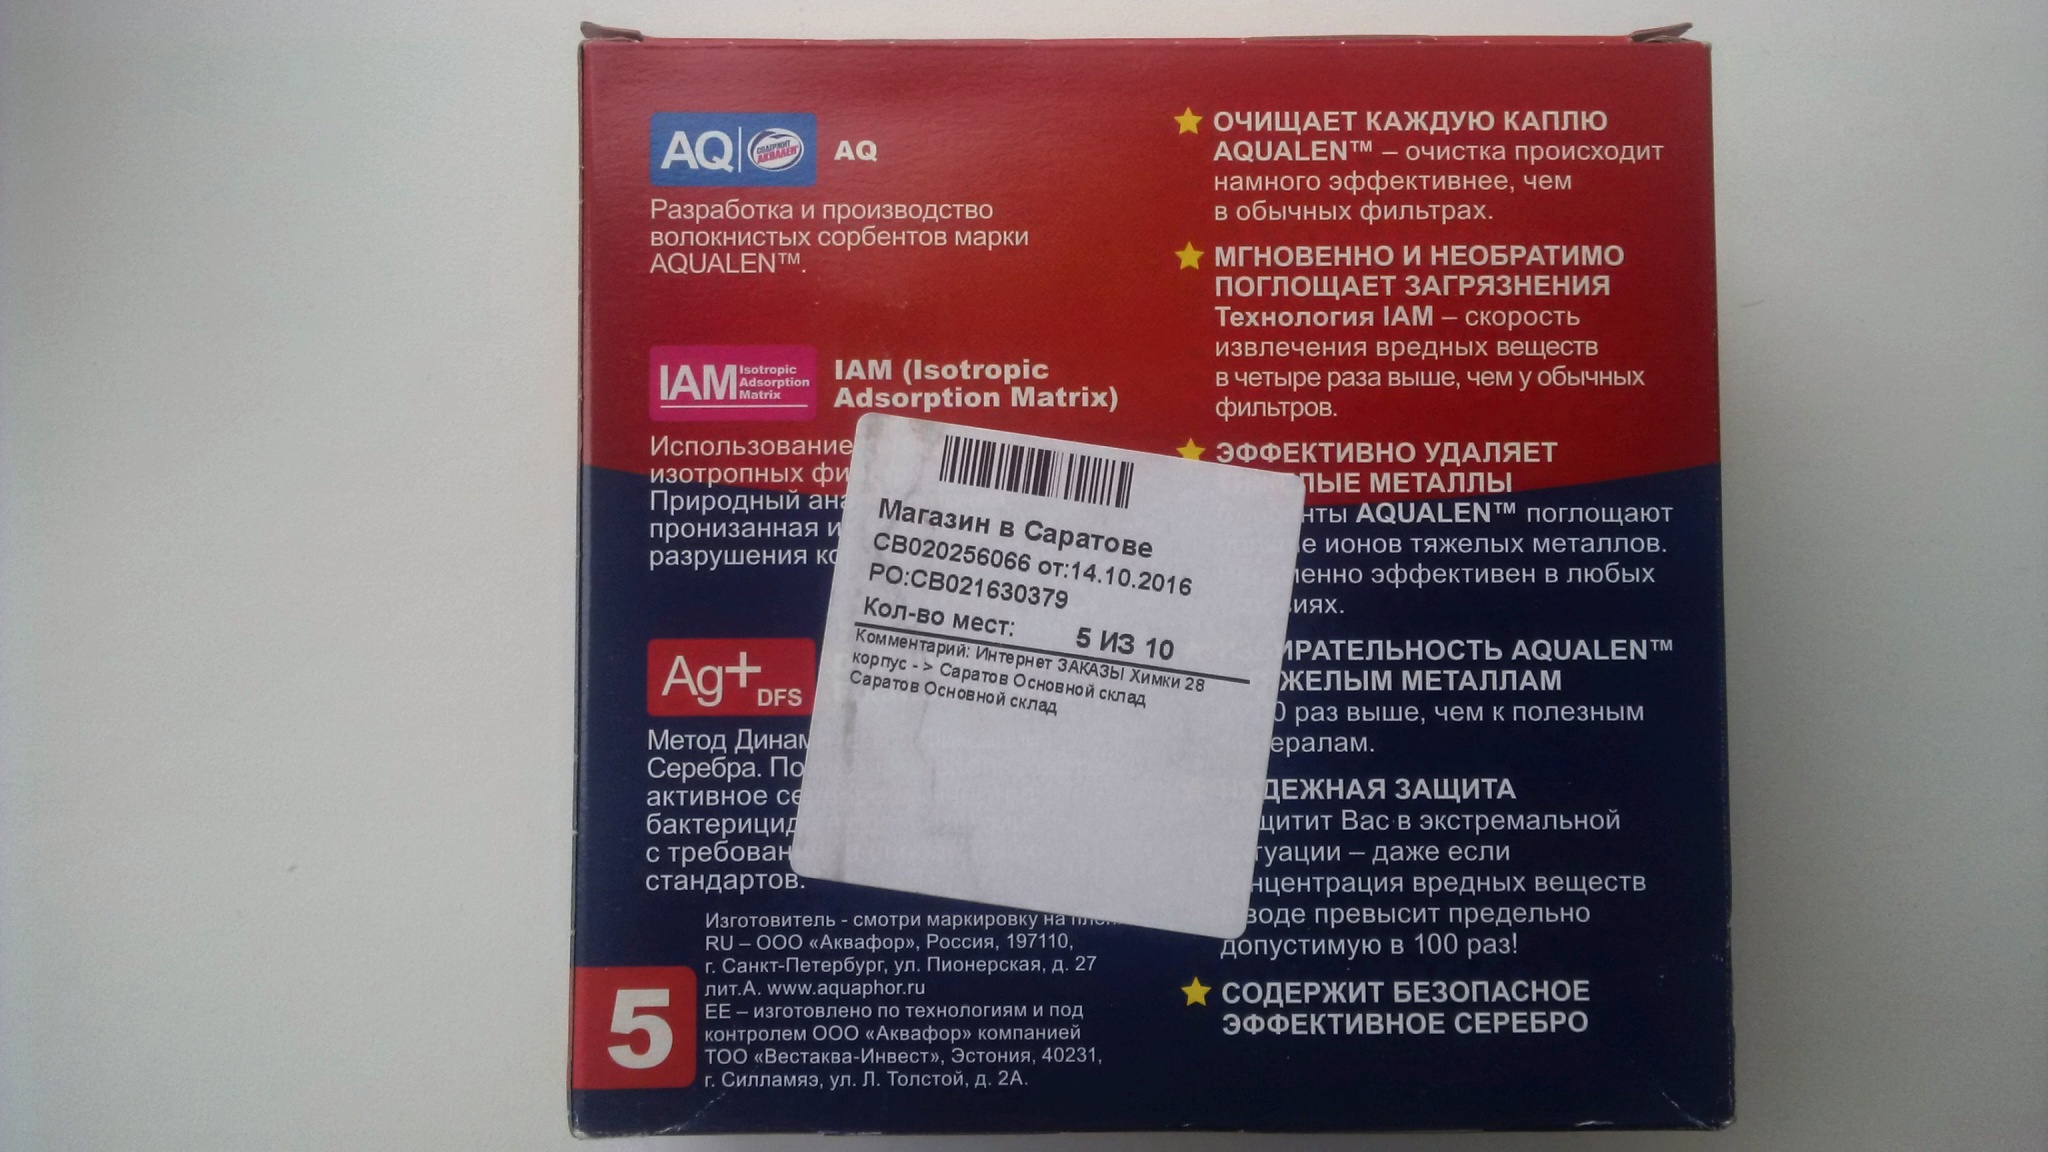 AQ
СОДЕРЖИТ
АКВАЛЕН
AQ
Разработка и производство
волокнистых сорбентов марки
AQUALEN™.
IAM Isotropic
Adsorption
Matrix
IAM (Isotropic
Adsorption Matrix)
Использование
изотропных
Природный
пронизанная
разрушения
Ag+ DFS
Метод
Серебра.
активное
с
стандартов.
Изготовитель - смотри маркировку на
RU – ООО «Аквафор», Россия, 197110,
г. Санкт-Петербург, ул. Пионерская, д. 27
лит.А. www.aquaphor.ru
EE – изготовлено по технологиям и под
контролем ООО «Аквафор» компанией
ТОО «Вестаква-Инвест», Эстония, 40231,
г. Силламяэ, ул. Л. Толстой, д. 2А.
5
Магазин в Саратове
СВ020256066 от:14.10.2016
РО:СВ021630379
Кол-во мест: 5 ИЗ 10
Комментарий: Интернет ЗАКАЗЫ Химки 28
корпус - > Саратов Основной склад
Саратов Основной склад
ОЧИЩАЕТ КАЖДУЮ КАПЛЮ
AQUALEN™ – очистка происходит
намного эффективнее, чем
в обычных фильтрах.
МГНОВЕННО И НЕОБРАТИМО
ПОГЛОЩАЕТ ЗАГРЯЗНЕНИЯ
Технология IAM – скорость
извлечения вредных веществ
в четыре раза выше, чем у обычных
фильтров.
ЭФФЕКТИВНО УДАЛЯЕТ
МЕТАЛЛЫ
AQUALEN™ поглощают
ионов тяжелых металлов.
эффективен в любых
AQUALEN™
МЕТАЛЛАМ
раз выше, чем к полезным
ЗАЩИТА
Вас в экстремальной
– даже если
вредных веществ
воде превысит предельно
допустимую в 100 раз!
СОДЕРЖИТ БЕЗОПАСНОЕ
ЭФФЕКТИВНОЕ СЕРЕБРО